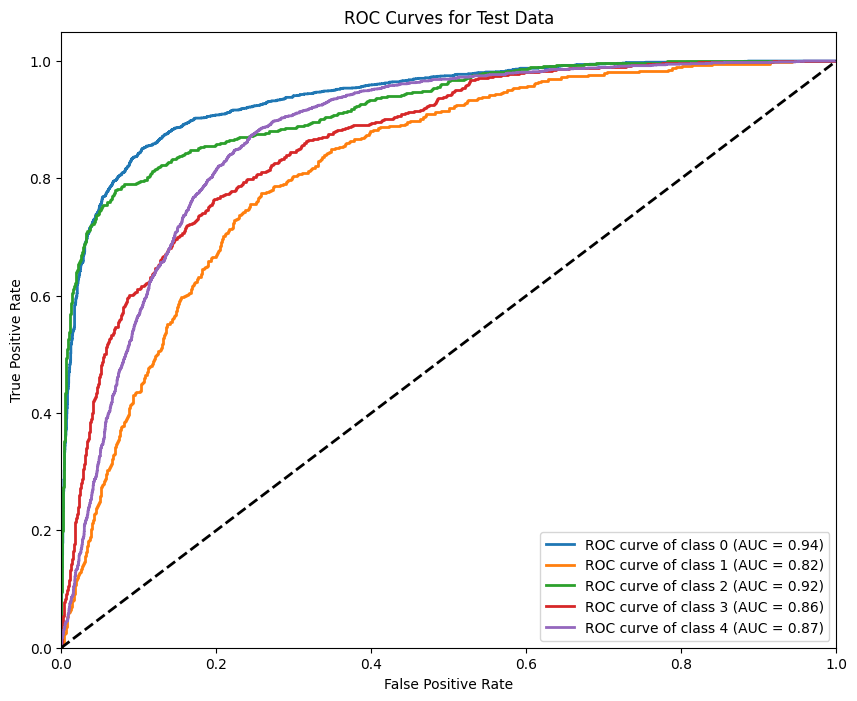 ROC Curves for Test Data
True Positive Rate
1.0
0.8
0.6
0.4
0.2
0.0
0.0 0.2 0.4 0.6 0.8 1.0
False Positive Rate
ROC curve of class 0 (AUC = 0.94)
ROC curve of class 1 (AUC = 0.82)
ROC curve of class 2 (AUC = 0.92)
ROC curve of class 3 (AUC = 0.86)
ROC curve of class 4 (AUC = 0.87)